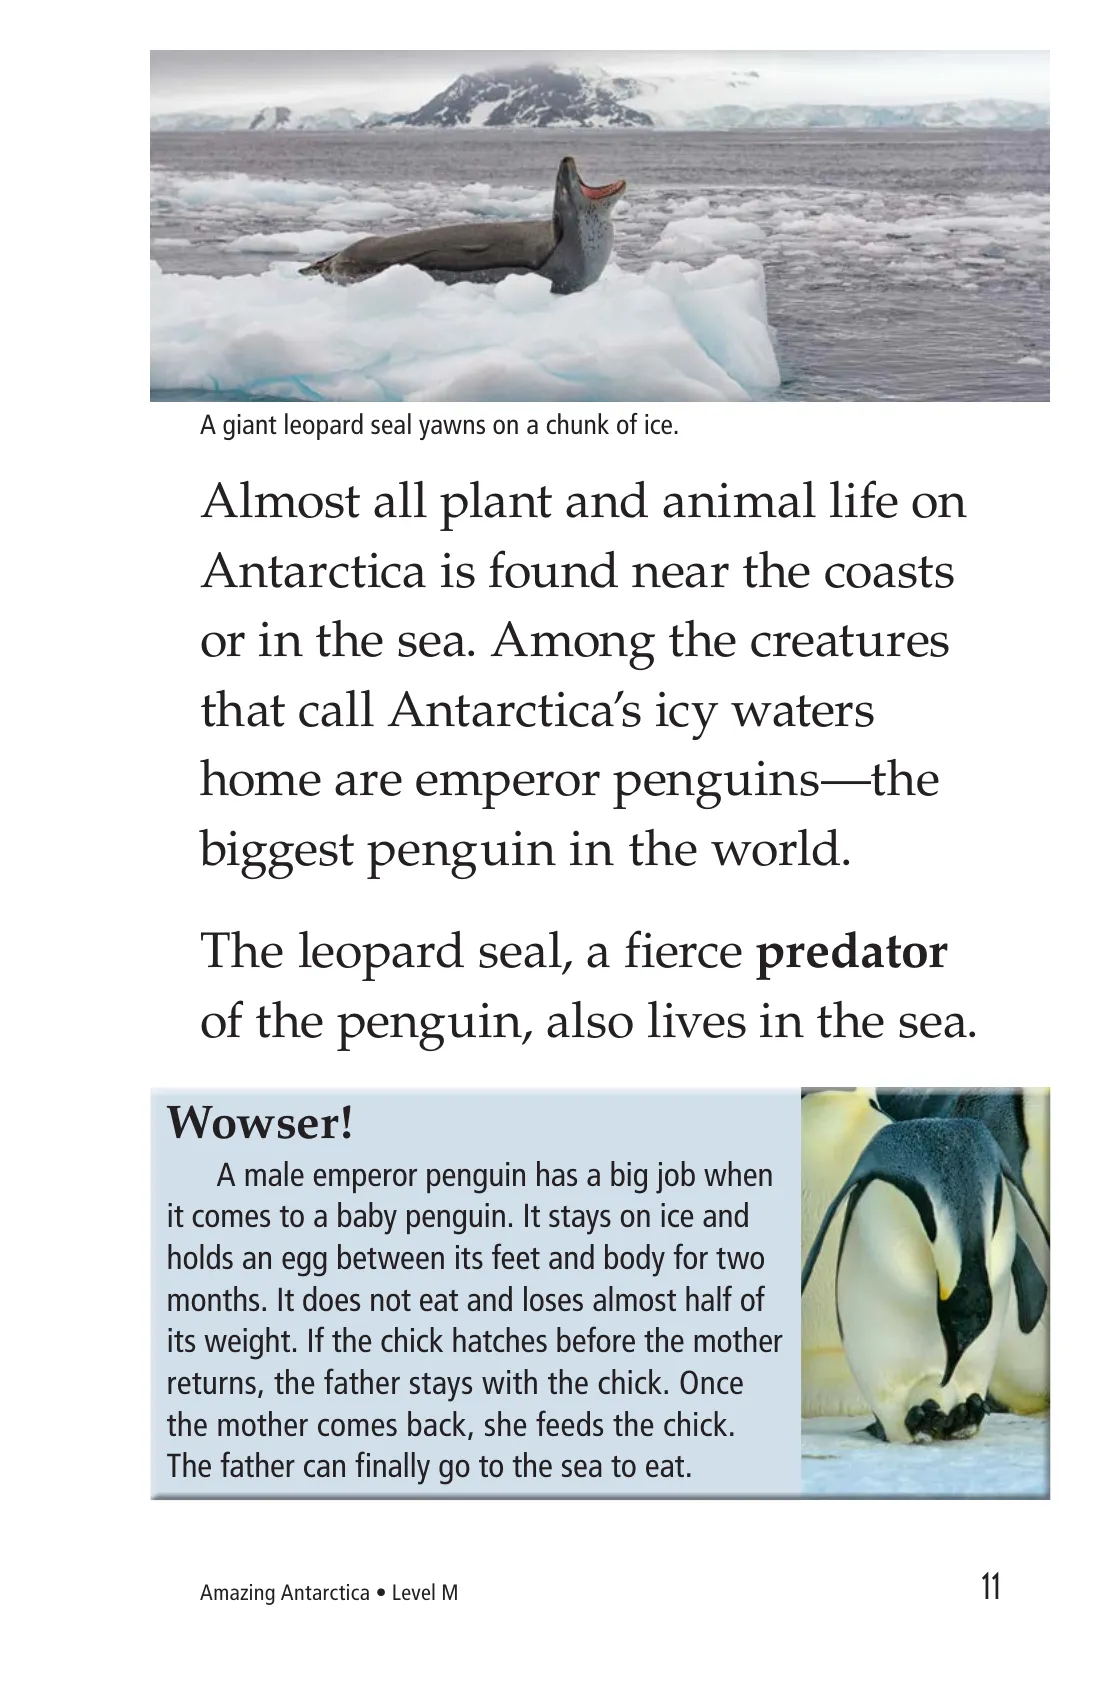 A giant leopard seal yawns on a chunk of ice.
Almost all plant and animal life on
Antarctica is found near the coasts
or in the sea. Among the creatures
that call Antarctica’s icy waters
home are emperor penguins—the
biggest penguin in the world.
The leopard seal, a fierce predator
of the penguin, also lives in the sea.
Wowser!
A male emperor penguin has a big job when
it comes to a baby penguin. It stays on ice and
holds an egg between its feet and body for two
months. It does not eat and loses almost half of
its weight. If the chick hatches before the mother
returns, the father stays with the chick. Once
the mother comes back, she feeds the chick.
The father can finally go to the sea to eat.
Amazing Antarctica • Level M
11